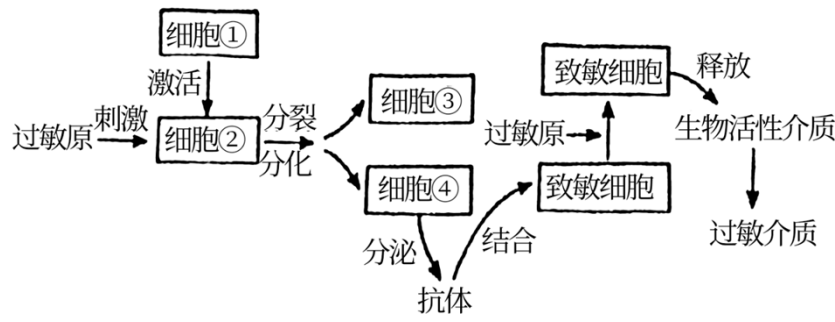 细胞①
激活
过敏原
刺激
细胞②
分裂
分化
细胞③
细胞④
分泌
抗体
结合
过敏原
致敏细胞
致敏细胞
释放
生物活性介质
过敏介质